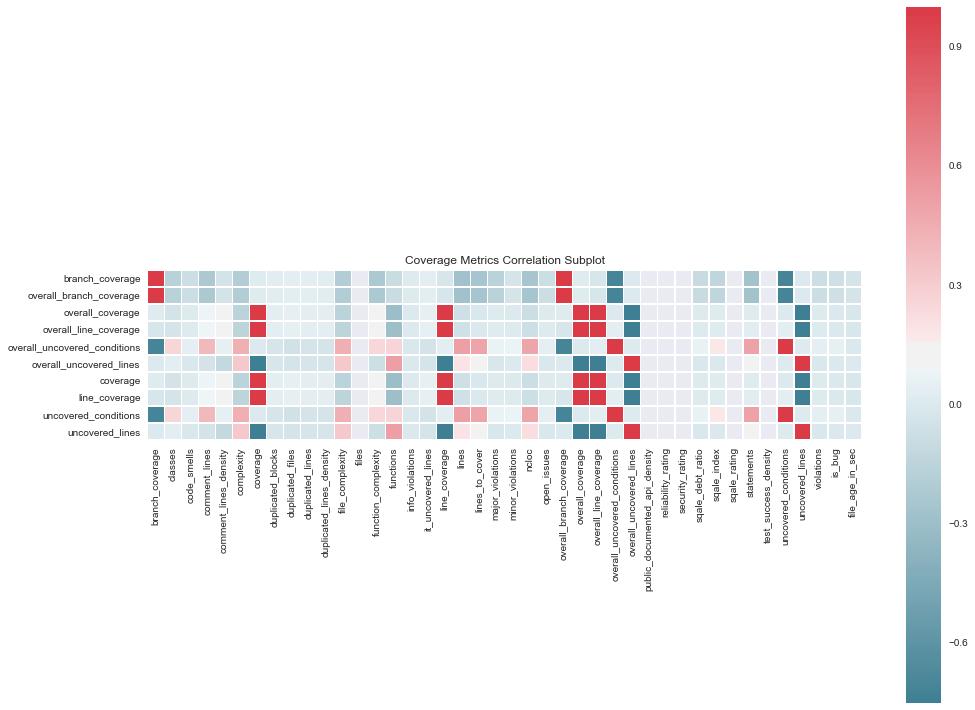 Coverage Metrics Correlation Subplot
branch_coverage
overall_branch_coverage
overall_coverage
overall_line_coverage
overall_uncovered_conditions
overall_uncovered_lines
coverage
line_coverage
uncovered_conditions
uncovered_lines
branch_coverage
classes
code_smells
comment_lines
comment_lines_density
complexity
coverage
duplicated_blocks
duplicated_files
duplicated_lines
duplicated_lines_density
file_complexity
files
function_complexity
functions
info_violations
it_uncovered_lines
line_coverage
lines
lines_to_cover
major_violations
minor_violations
ncloc
open_issues
overall_branch_coverage
overall_coverage
overall_line_coverage
overall_uncovered_conditions
overall_uncovered_lines
public_documented_api_density
reliability_rating
security_rating
sqale_debt_ratio
sqale_index
sqale_rating
statements
test_success_density
uncovered_conditions
uncovered_lines
violations
is_bug
file_age_in_sec
0.9
0.6
0.3
0.0
−0.3
−0.6